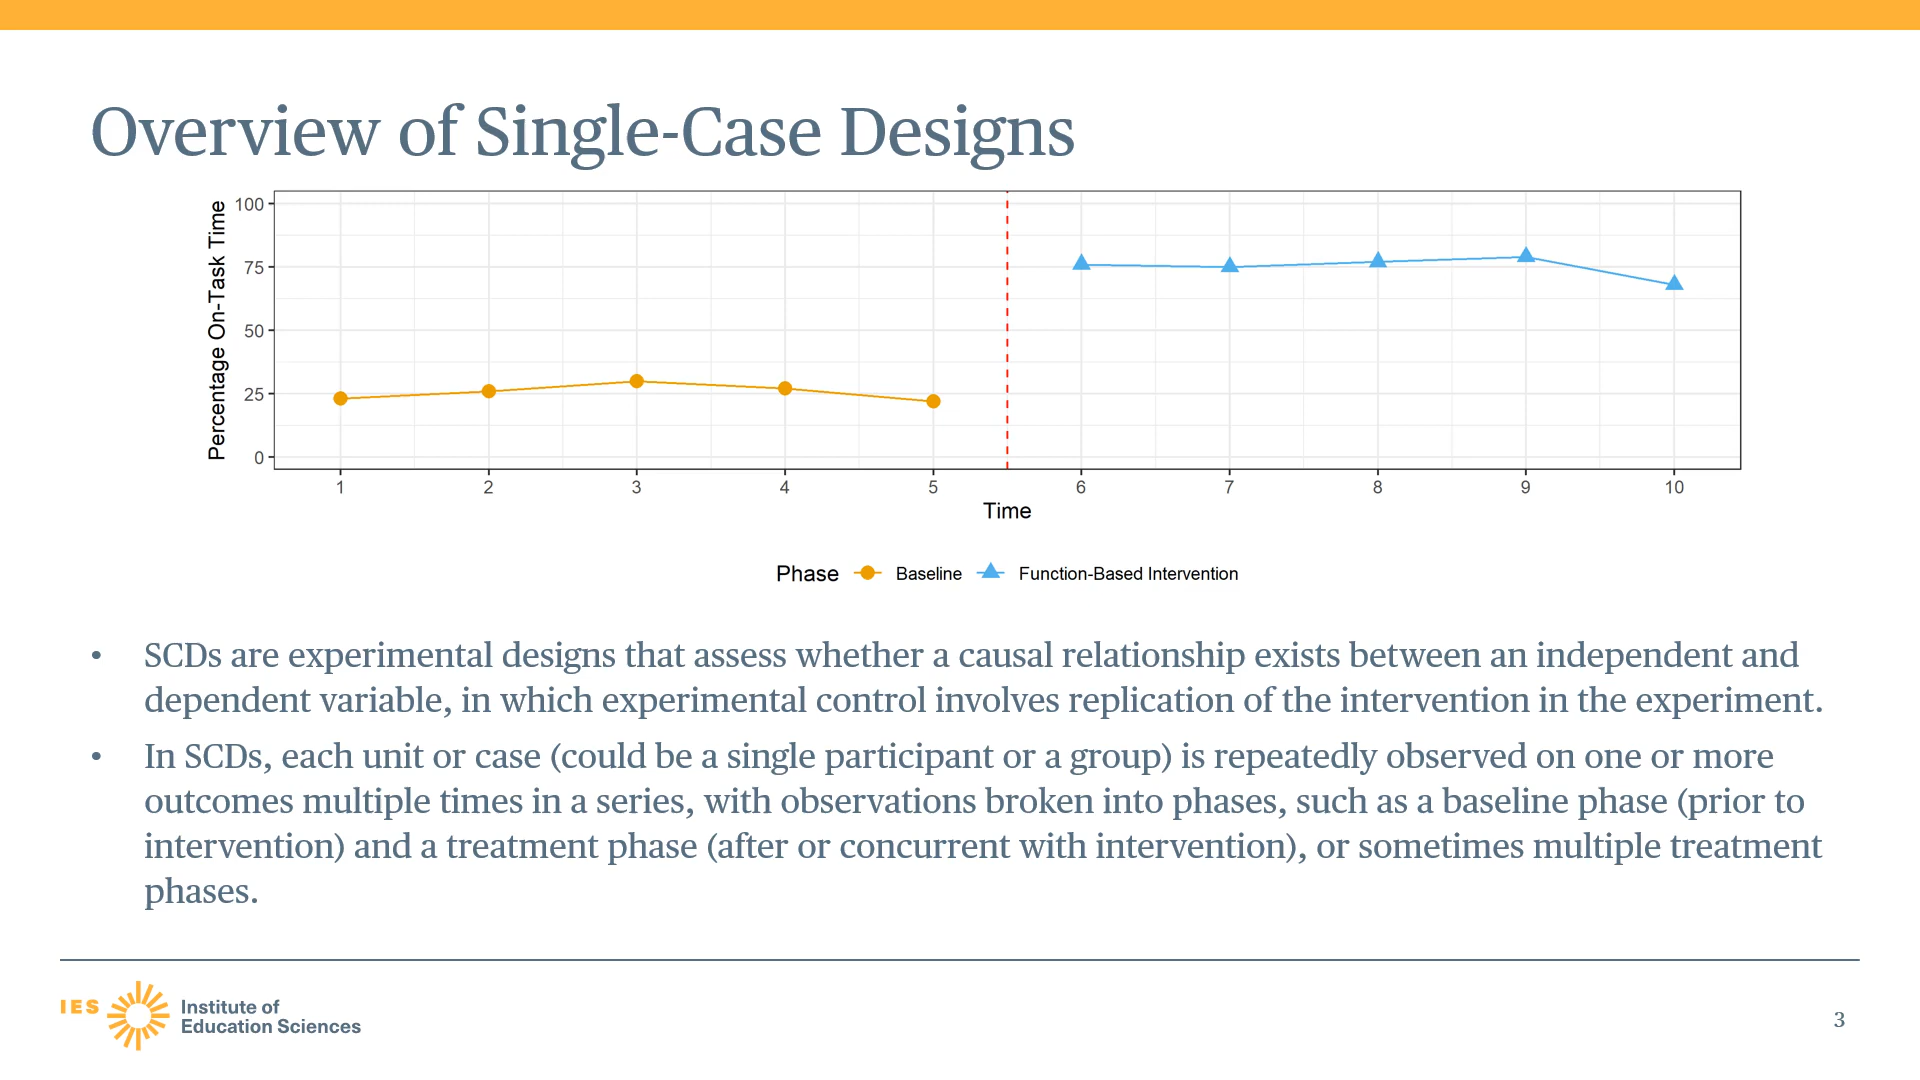 Overview of Single-Case Designs
Percentage On-Task Time
100
75
50
25
0
1 2 3 4 5 6 7 8 9 10
Time
Phase Baseline Function-Based Intervention
• SCDs are experimental designs that assess whether a causal relationship exists between an independent and
dependent variable, in which experimental control involves replication of the intervention in the experiment.
• In SCDs, each unit or case (could be a single participant or a group) is repeatedly observed on one or more
outcomes multiple times in a series, with observations broken into phases, such as a baseline phase (prior to
intervention) and a treatment phase (after or concurrent with intervention), or sometimes multiple treatment
phases.
IES
Institute of
Education Sciences
3